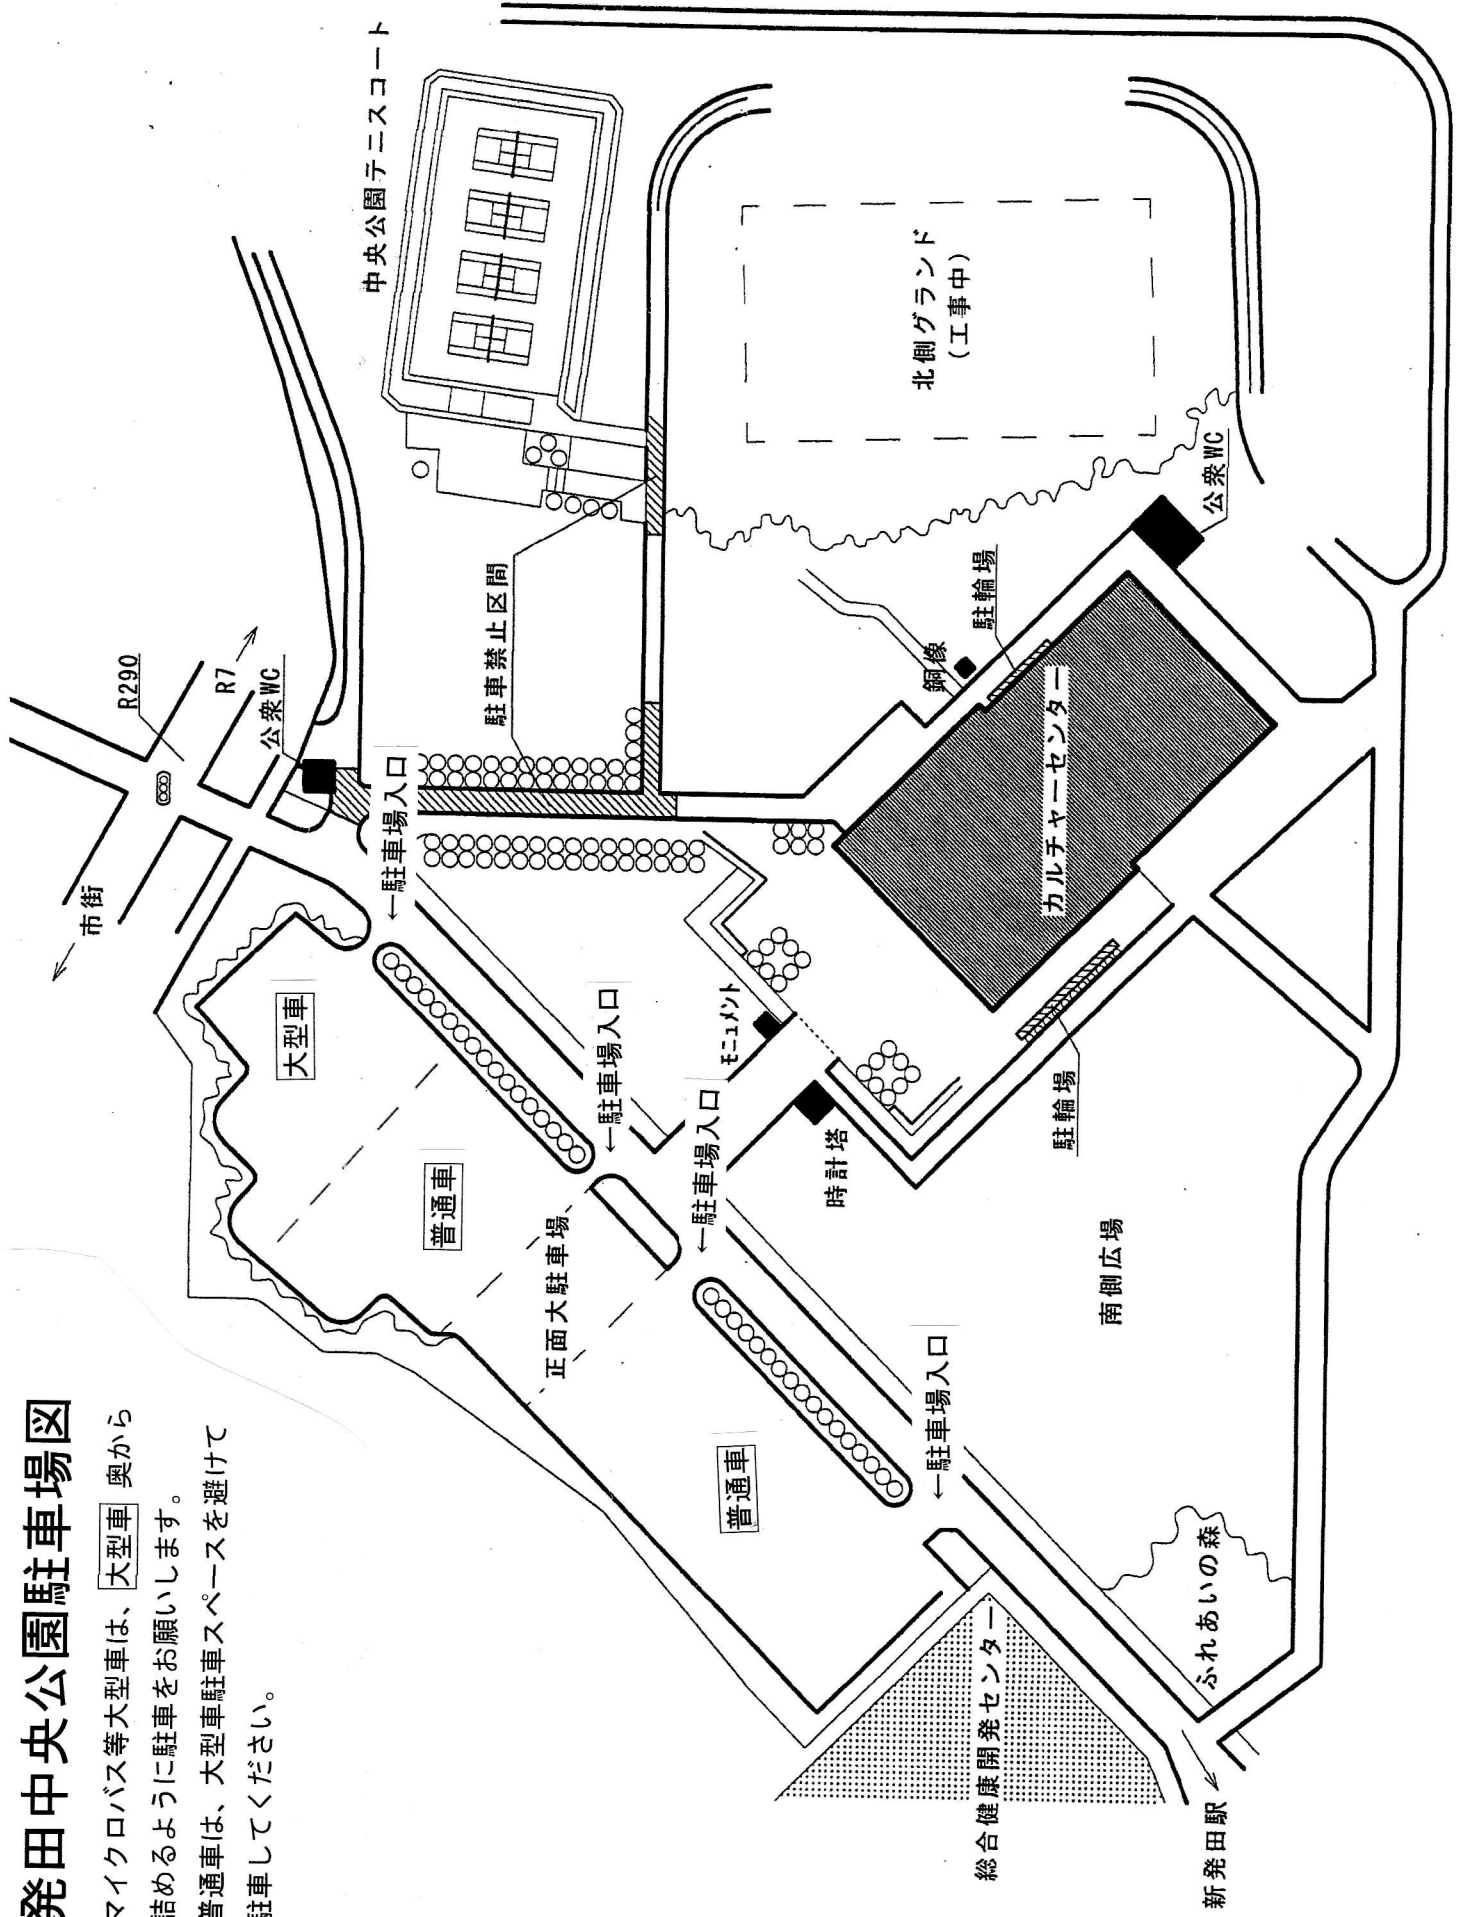 発田中央公園駐車場図
マイクロバス等大型車は、大型車 奥から
詰めるように駐車をお願いします。
普通車は、大型車駐車スペースを避けて
駐車してください。
中央公園テニスコート
R290
R7
公衆WC
市街
駐車禁止区間
北側グランド
(工事中)
公衆WC
駐輪場
銅像
カルチャーセンター
←駐車場入口
大型車
←駐車場入口
モニュメント
普通車
正面大駐車場
←駐車場入口
時計塔
駐輪場
南側広場
普通車
←駐車場入口
ふれあいの森
総合健康開発センター
新発田駅